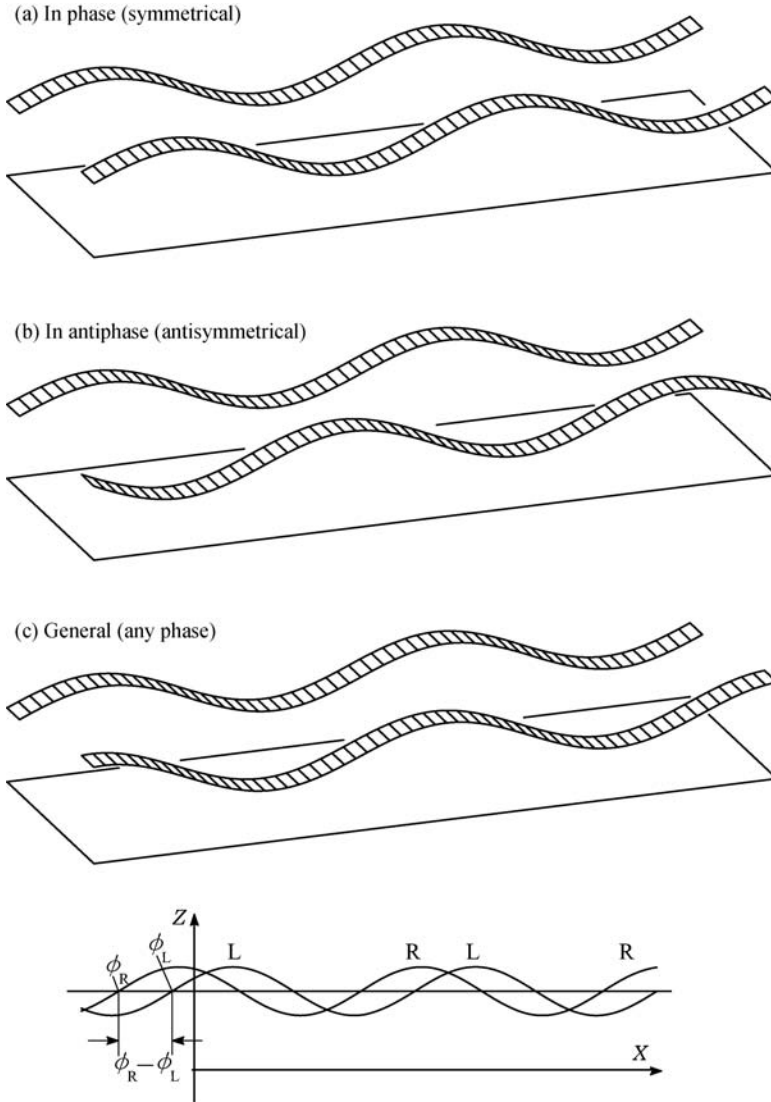 (a) In phase (symmetrical)
(b) In antiphase (antisymmetrical)
(c) General (any phase)
Z
ϕL
ϕR
L
R
L
R
ϕR−ϕL
X